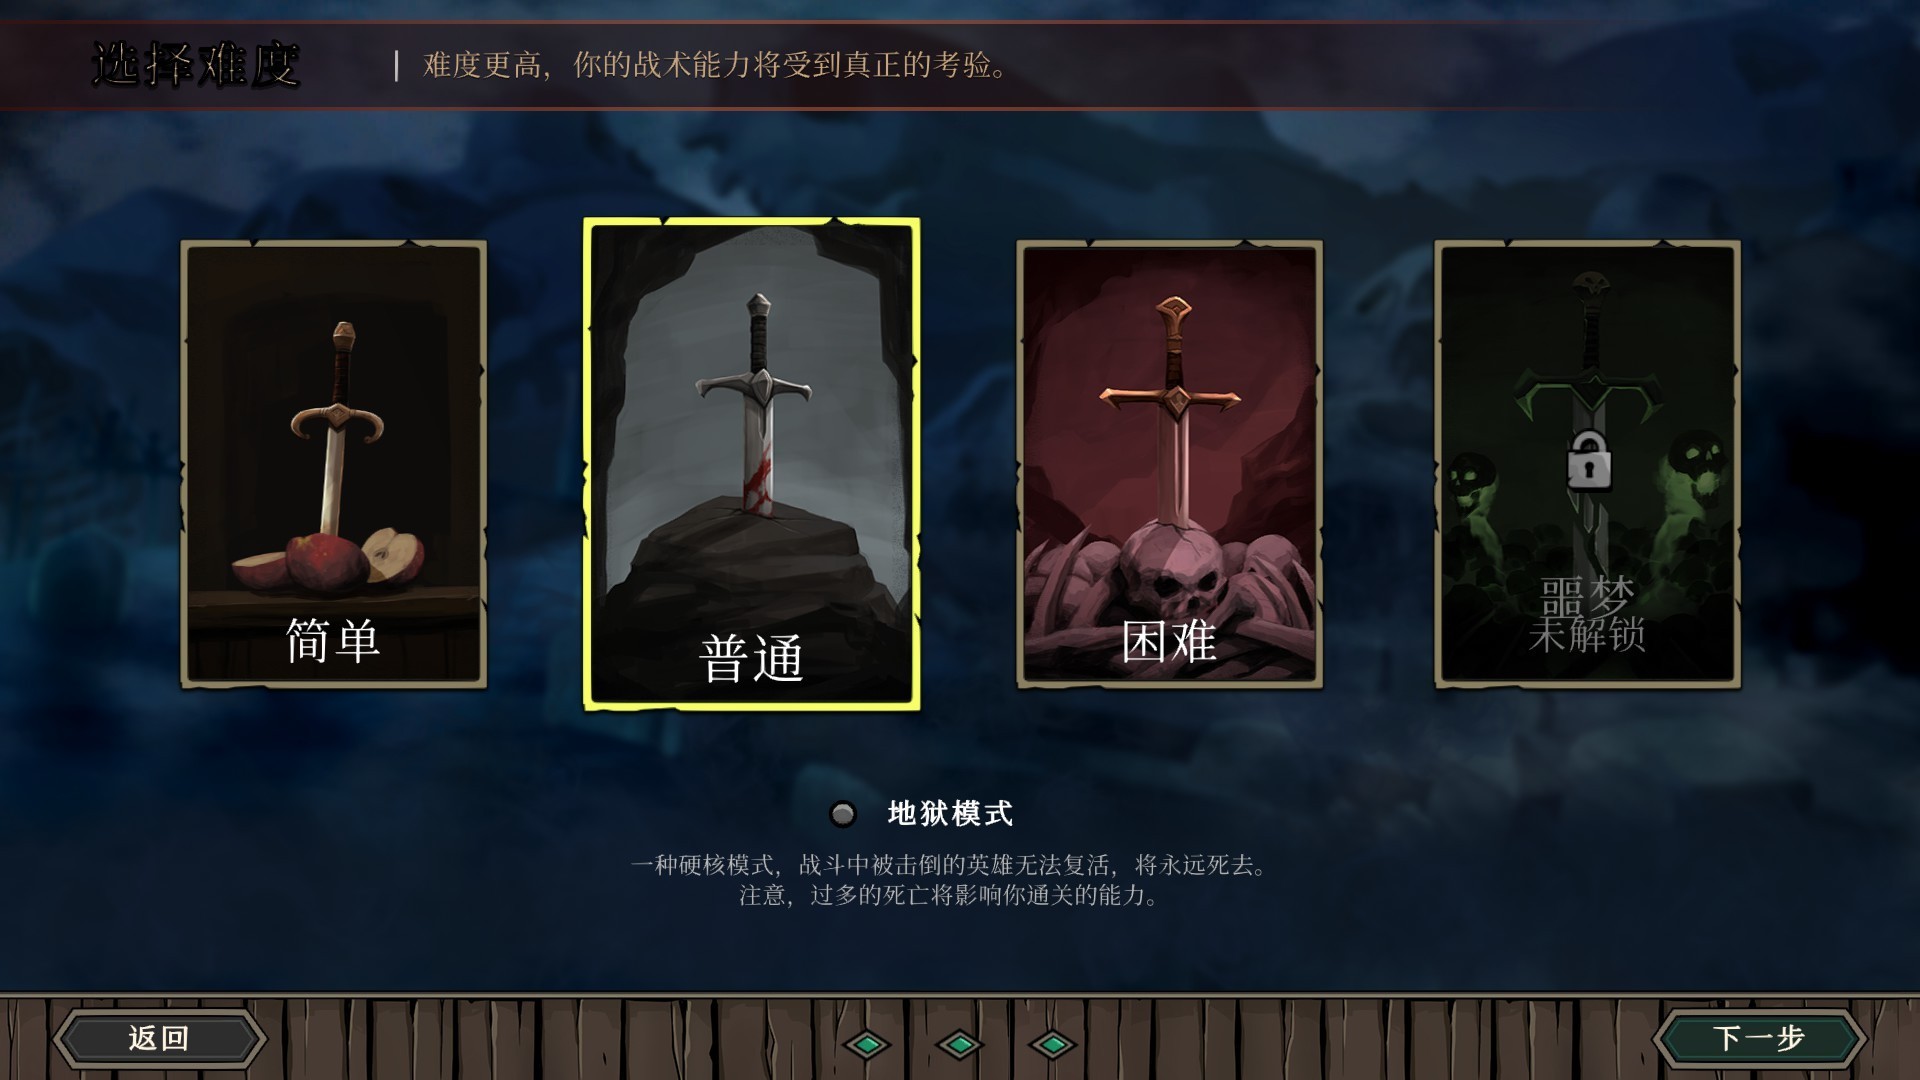 选择难度
难度更高，你的战术能力将受到真正的考验。
简单
普通
困难
噩梦
未解锁
地狱模式
一种硬核模式，战斗中被击倒的英雄无法复活，将永远死去。
注意，过多的死亡将影响你通关的能力。
返回
下一步